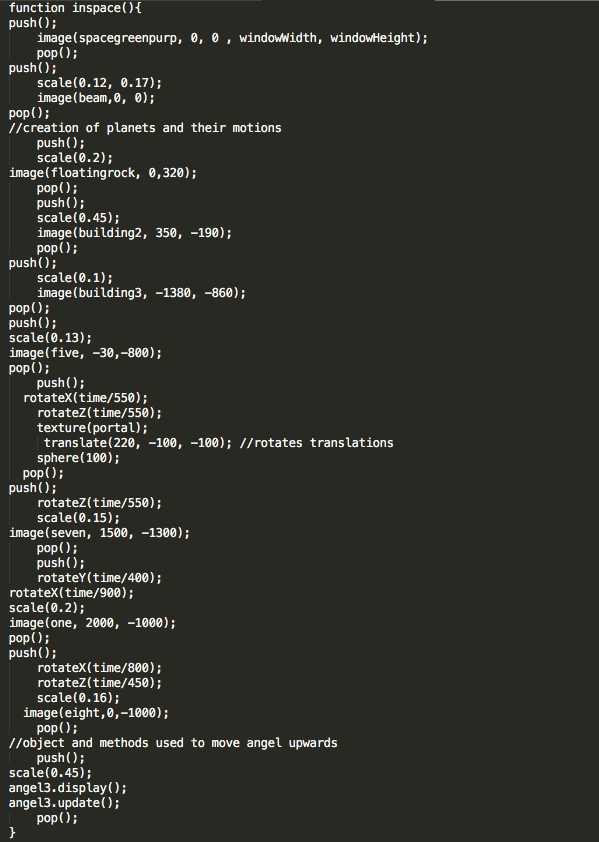 function inspace(){
push();
    image(spacegreenpurp, 0, 0 , windowWidth, windowHeight);
    pop();
push();
    scale(0.12, 0.17);
    image(beam,0, 0);
pop();
//creation of planets and their motions
    push();
    scale(0.2);
image(floatingrock, 0,320);
    pop();
    push();
    scale(0.45);
    image(building2, 350, -190);
    pop();
push();
    scale(0.1);
    image(building3, -1380, -860);
pop();
push();
scale(0.13);
image(five, -30,-800);
pop();
    push();
  rotateX(time/550);
    rotateZ(time/550);
    texture(portal);
     translate(220, -100, -100); //rotates translations
    sphere(100);
  pop();
push();
    rotateZ(time/550);
    scale(0.15);
image(seven, 1500, -1300);
    pop();
    push();
    rotateY(time/400);
rotateX(time/900);
scale(0.2);
image(one, 2000, -1000);
pop();
push();
    rotateX(time/800);
    rotateZ(time/450);
    scale(0.16);
  image(eight,0,-1000);
    pop();
//object and methods used to move angel upwards
    push();
scale(0.45);
angel3.display();
angel3.update();
    pop();
}